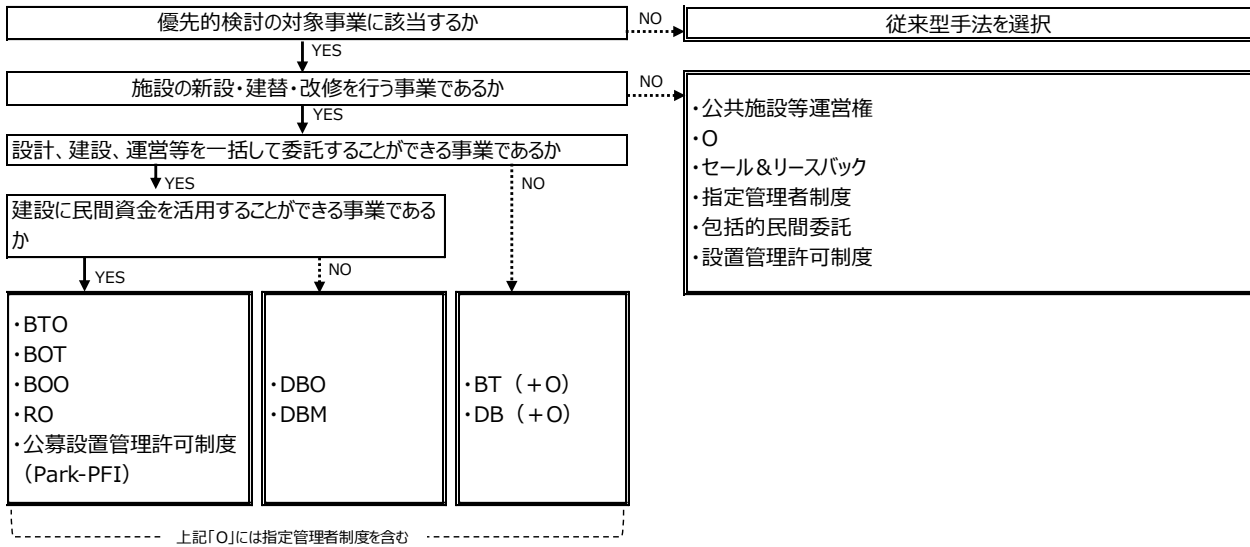 優先的検討の対象事業に該当するか
NO
従来型手法を選択
YES
施設の新設・建替・改修を行う事業であるか
NO
・公共施設等運営権
・O
・セール＆リースバック
・指定管理者制度
・包括的民間委託
・設置管理許可制度
YES
設計、建設、運営等を一括して委託することができる事業であるか
YES
NO
建設に民間資金を活用することができる事業である
か
YES
NO
・BTO
・BOT
・BOO
・RO
・公募設置管理許可制度
（Park-PFI）
・DBO
・DBM
・BT（＋O）
・DB（＋O）
上記「O」には指定管理者制度を含む